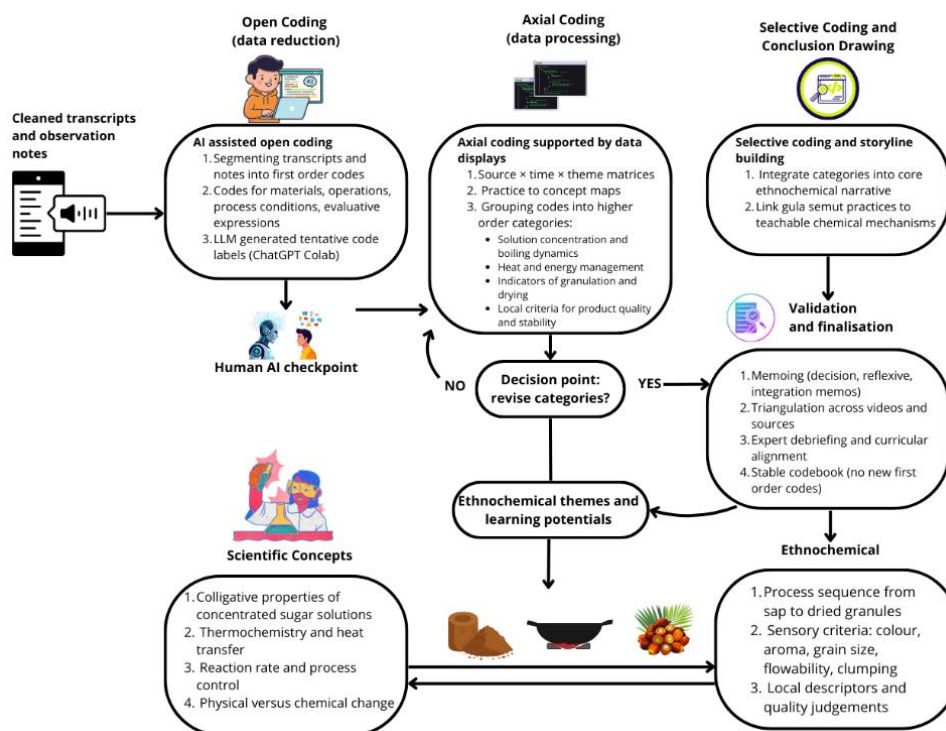 Open Coding
(data reduction)
Axial Coding
(data processing)
Selective Coding and
Conclusion Drawing
Cleaned transcripts
and observation
notes
AI assisted open coding
1. Segmenting transcripts and
notes into first order codes
2. Codes for materials, operations,
process conditions, evaluative
expressions
3. LLM generated tentative code
labels (ChatGPT Colab)
Human AI checkpoint
Axial coding supported by data
displays
1. Source × time × theme matrices
2. Practice to concept maps
3. Grouping codes into higher
order categories:
• Solution concentration and
boiling dynamics
• Heat and energy management
• Indicators of granulation and
drying
• Local criteria for product quality
and stability
Selective coding and storyline
building
1. Integrate categories into core
ethnochemical narrative
2. Link gula semut practices to
teachable chemical mechanisms
Validation
and finalisation
NO
Decision point:
revise categories?
YES
1. Memoing (decision, reflexive,
integration memos)
2. Triangulation across videos and
sources
3. Expert debriefing and curricular
alignment
4. Stable codebook (no new first
order codes)
Ethnochemical themes and
learning potentials
Scientific Concepts
1. Colligative properties of
concentrated sugar solutions
2. Thermochemistry and heat
transfer
3. Reaction rate and process
control
4. Physical versus chemical change
Ethnochemical
1. Process sequence from
sap to dried granules
2. Sensory criteria: colour,
aroma, grain size,
flowability, clumping
3. Local descriptors and
quality judgements